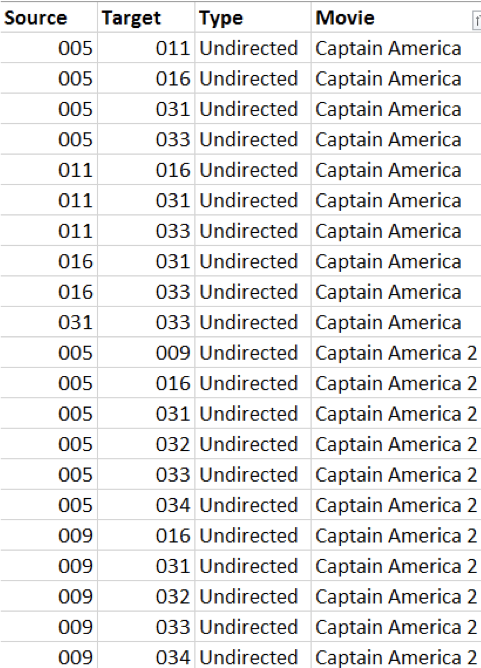 Source Target Type Movie
005 011 Undirected Captain America
005 016 Undirected Captain America
005 031 Undirected Captain America
005 033 Undirected Captain America
011 016 Undirected Captain America
011 031 Undirected Captain America
011 033 Undirected Captain America
016 031 Undirected Captain America
016 033 Undirected Captain America
031 033 Undirected Captain America
005 009 Undirected Captain America 2
005 016 Undirected Captain America 2
005 031 Undirected Captain America 2
005 032 Undirected Captain America 2
005 033 Undirected Captain America 2
005 034 Undirected Captain America 2
009 016 Undirected Captain America 2
009 031 Undirected Captain America 2
009 032 Undirected Captain America 2
009 033 Undirected Captain America 2
009 034 Undirected Captain America 2